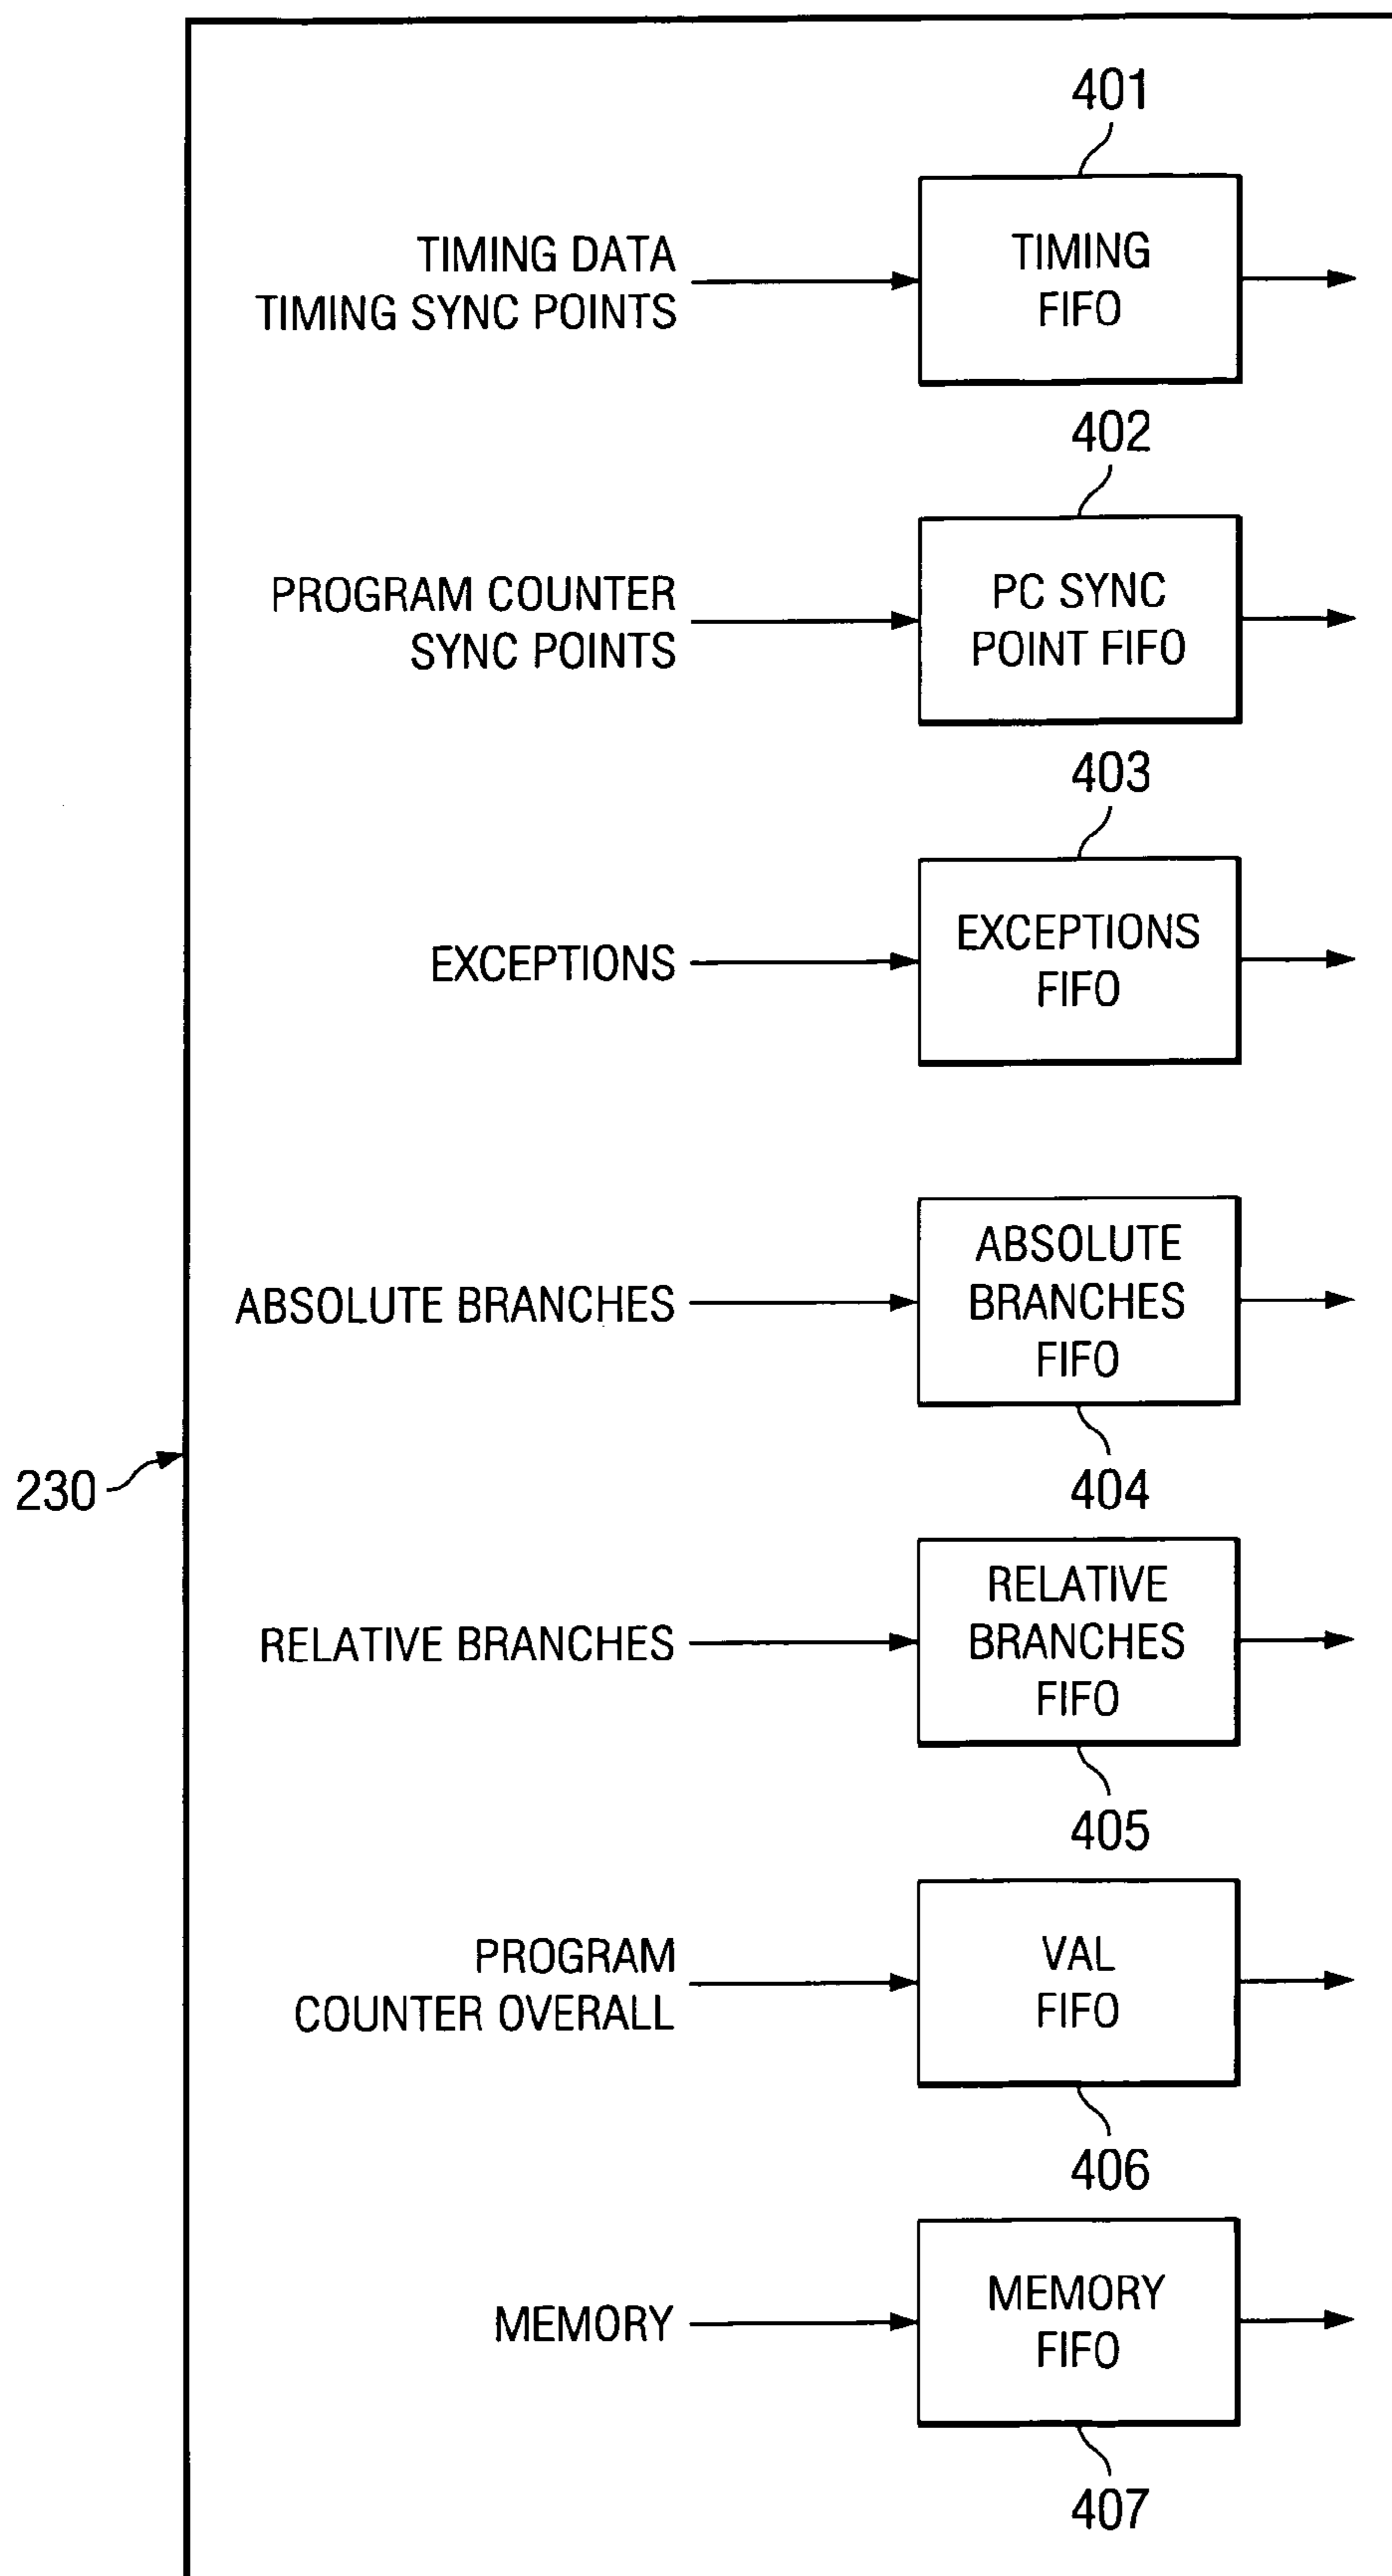 401
TIMING DATA
TIMING SYNC POINTS
TIMING
FIFO
402
PROGRAM COUNTER
SYNC POINTS
PC SYNC
POINT FIFO
403
EXCEPTIONS
EXCEPTIONS
FIFO
ABSOLUTE BRANCHES
ABSOLUTE
BRANCHES
FIFO
404
230
RELATIVE BRANCHES
RELATIVE
BRANCHES
FIFO
405
PROGRAM
COUNTER OVERALL
VAL
FIFO
406
MEMORY
MEMORY
FIFO
407